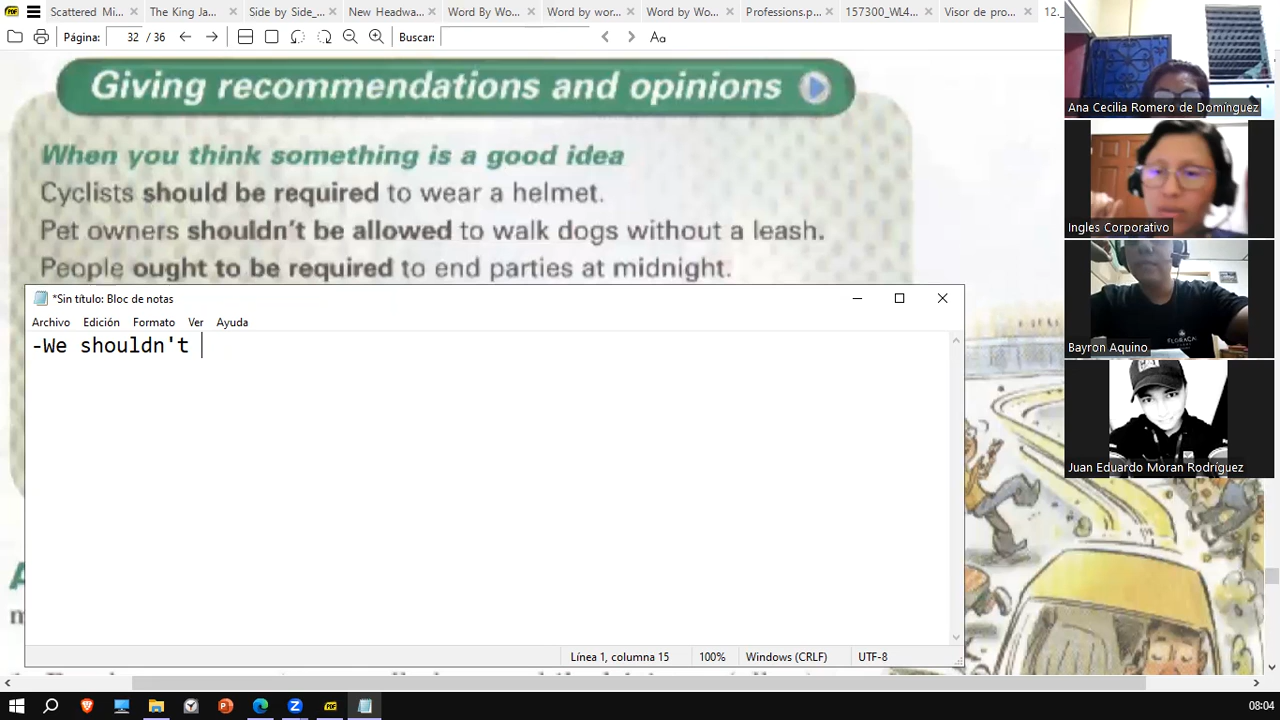 Scattered Mi...
The King Ja...
Side by Side_...
New Headwa...
Word By Wo...
Word by wor...
Word by Wo...
Professions.p...
157300_WL4...
Visor de pro...
12._
Página:
32 / 36
Buscar:
Aa
Giving recommendations and opinions
When you think something is a good idea
Cyclists should be required to wear a helmet.
Pet owners shouldn't be allowed to walk dogs without a leash.
People ought to be required to end parties at midnight.
*Sin título: Bloc de notas
Archivo Edición Formato Ver Ayuda
-We shouldn't
Línea 1, columna 15
100%
Windows (CRLF)
UTF-8
Ana Cecilia Romero de Domínguez
Ingles Corporativo
Bayron Aquino
Juan Eduardo Moran Rodríguez
08:04